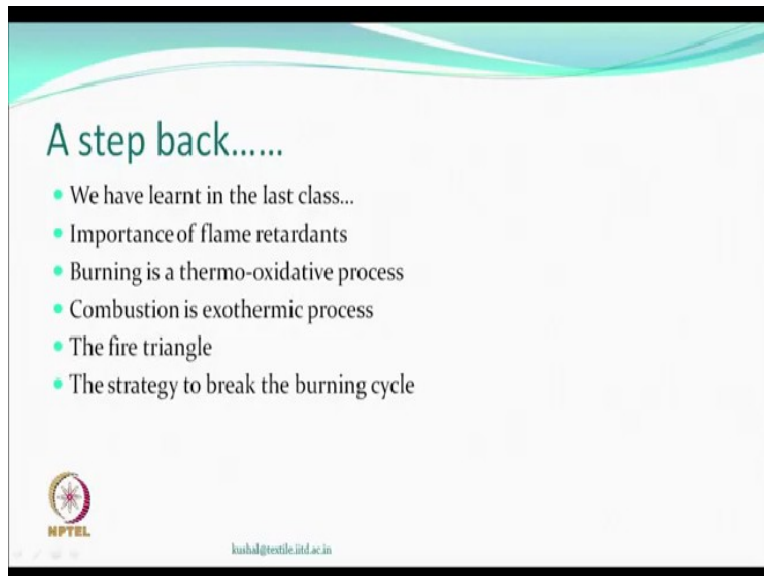 A step back......
We have learnt in the last class...
Importance of flame retardants
Burning is a thermo-oxidative process
Combustion is exothermic process
The fire triangle
The strategy to break the burning cycle
NPTEL
kushal@textile.iitd.ac.in